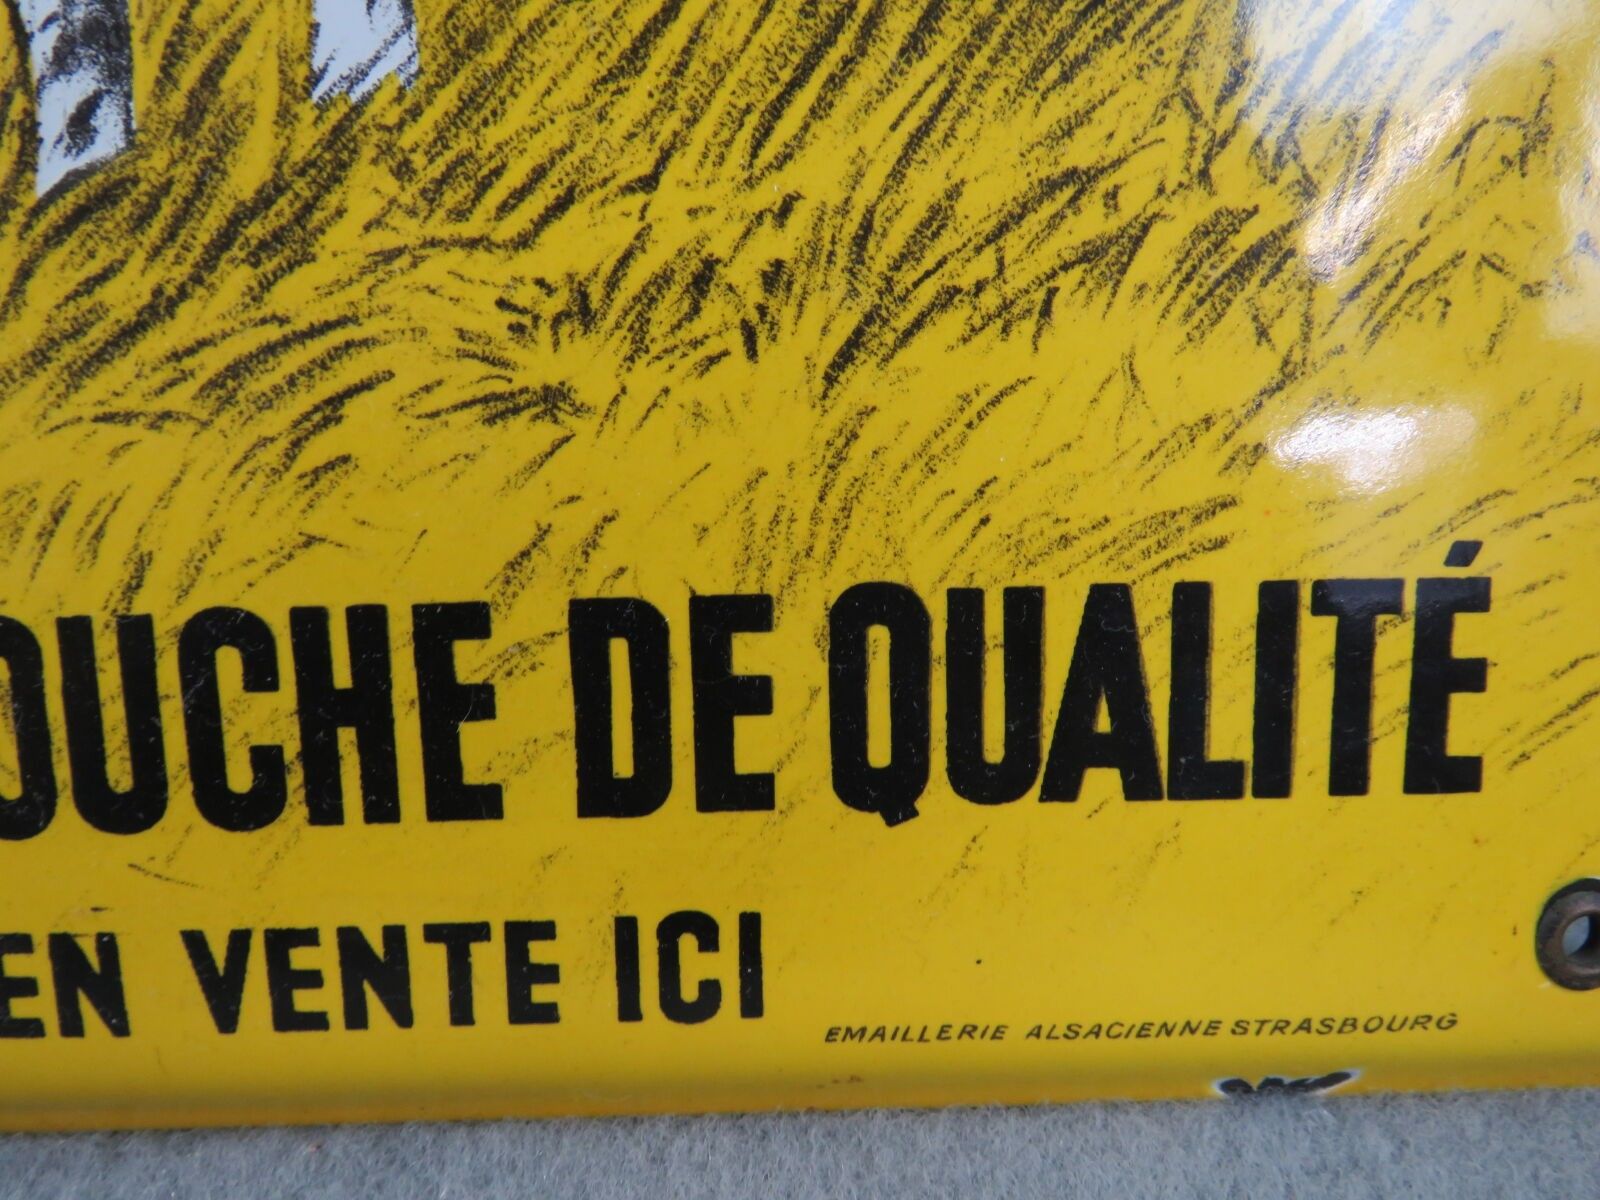 OUCHE DE QUALITÉ
EN VENTE ICI
EMAILLERIE ALSACIENNE STRASBOURG